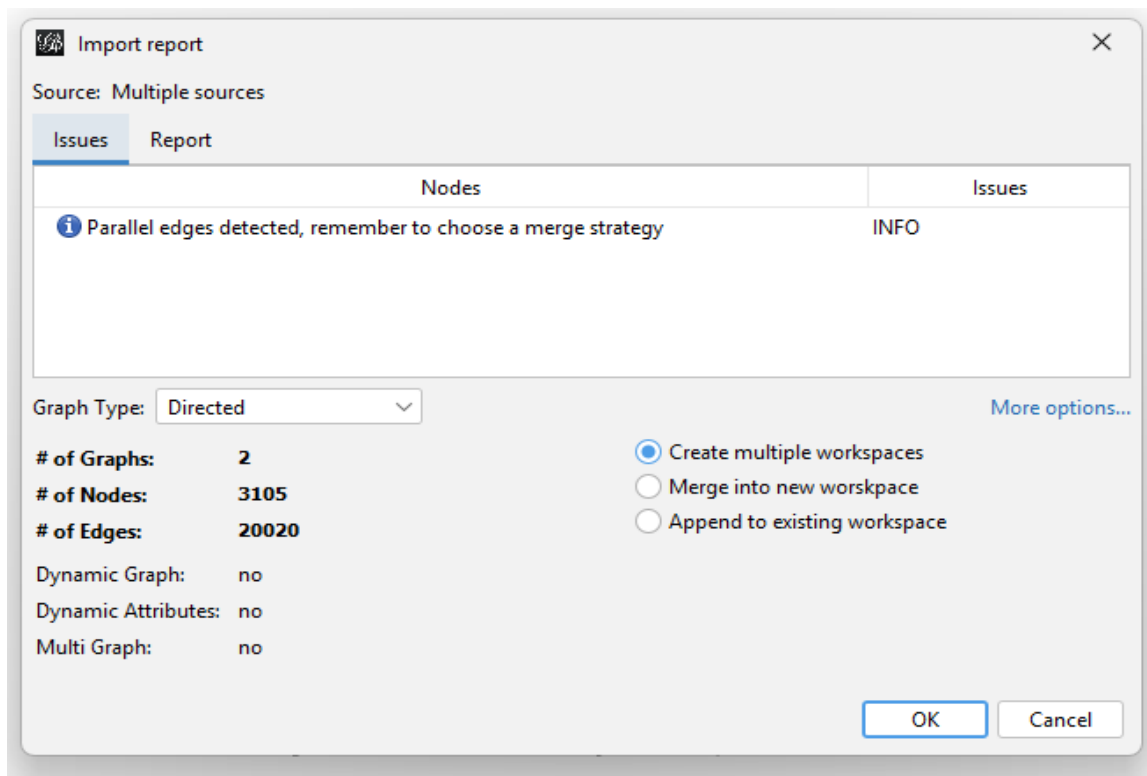 Import report
Source: Multiple sources
Issues Report
Nodes Issues
Parallel edges detected, remember to choose a merge strategy INFO
Graph Type: Directed More options...
# of Graphs: 2 Create multiple workspaces
# of Nodes: 3105 Merge into new worskpace
# of Edges: 20020 Append to existing workspace
Dynamic Graph: no
Dynamic Attributes: no
Multi Graph: no
OK Cancel